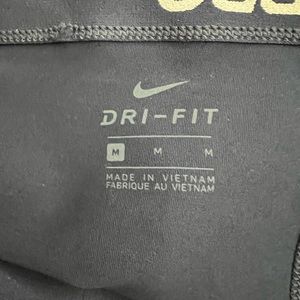 DRI-FIT
M M M
MADE IN VIETNAM
FABRIQUE AU VIETNAM